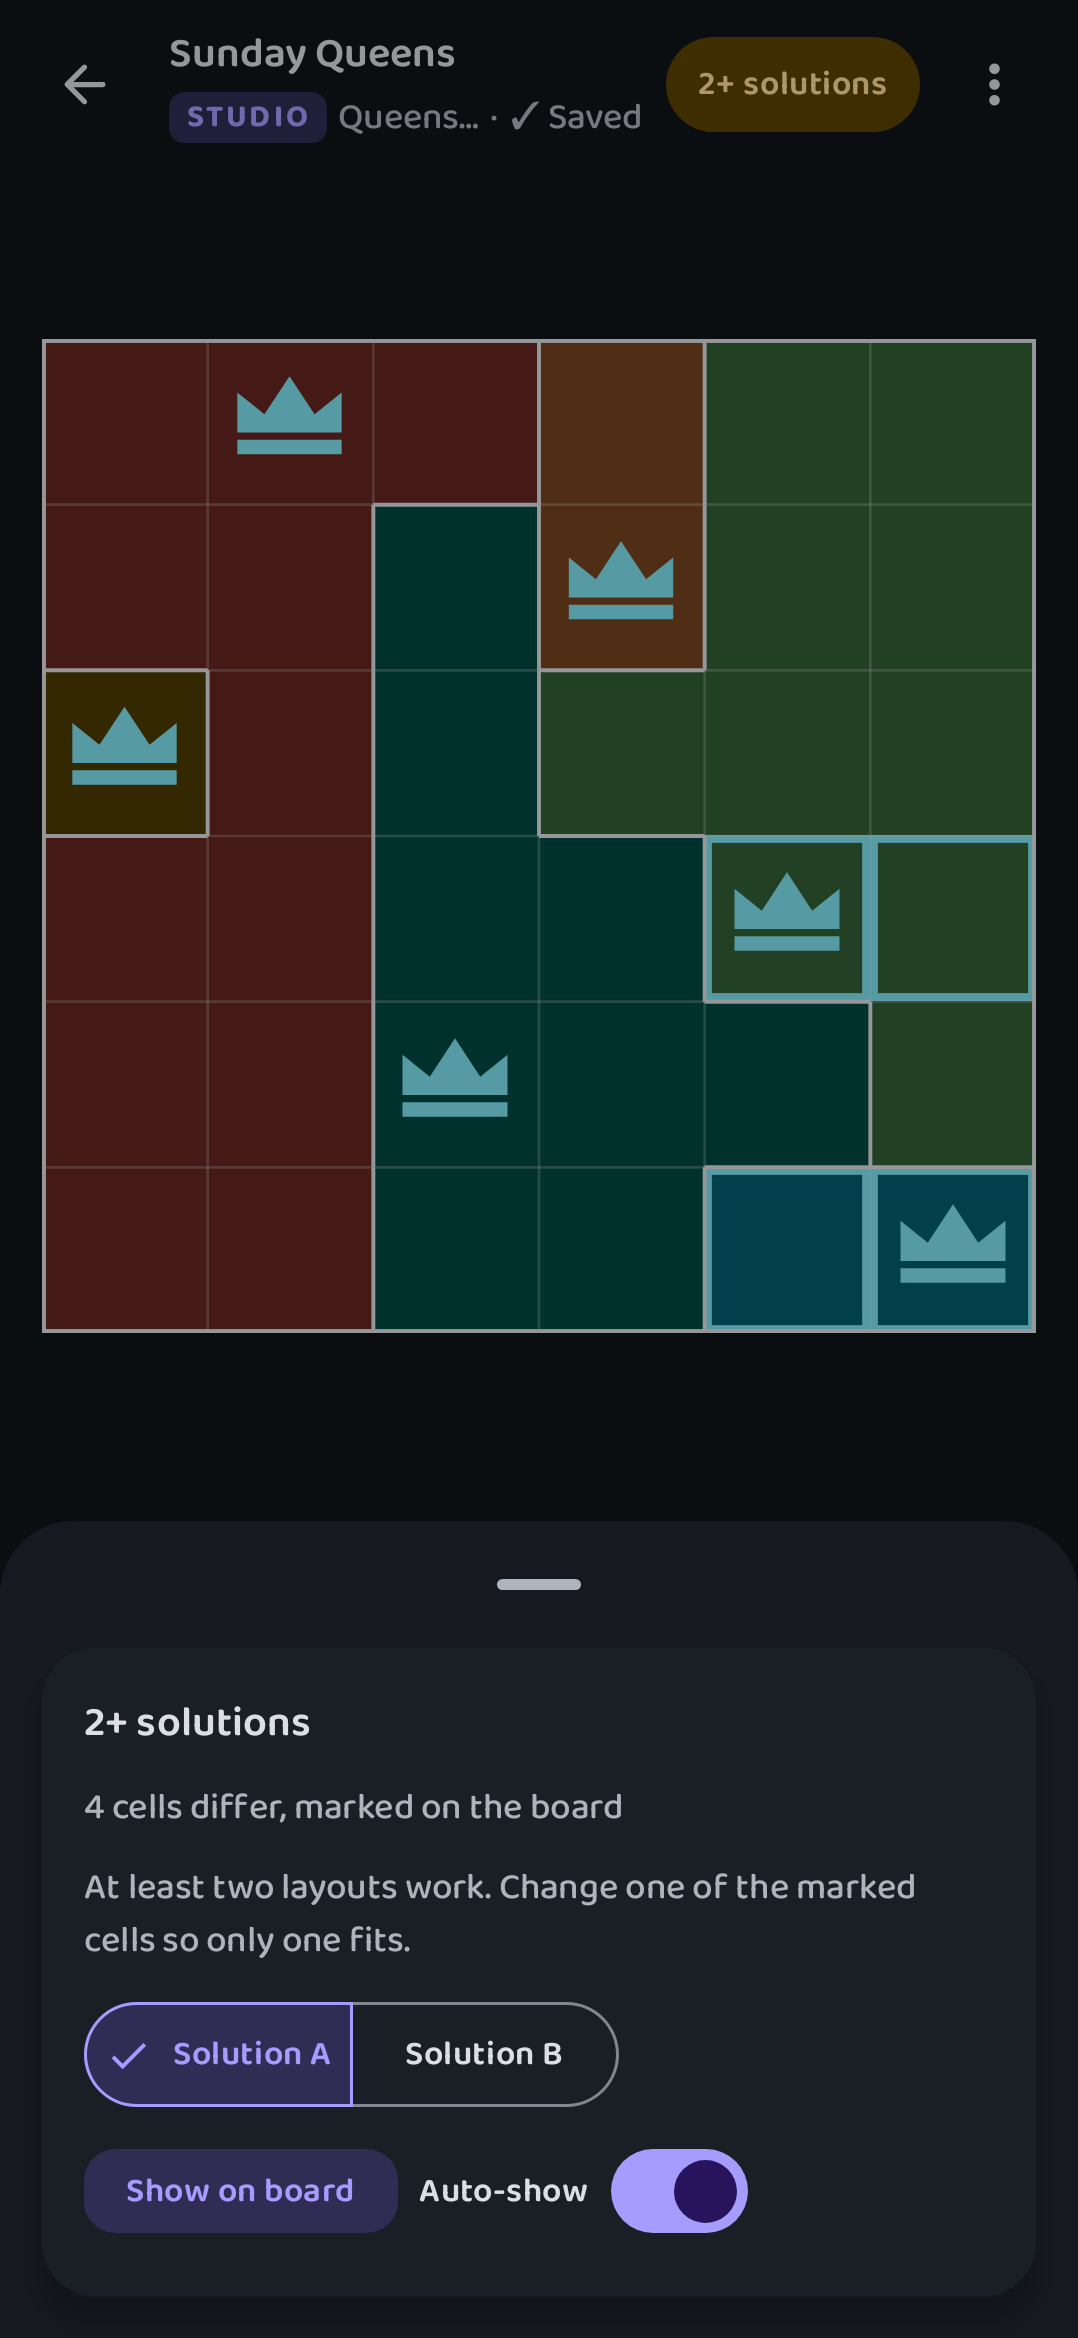 Sunday Queens
STUDIO Queens... · ✓ Saved
2+ solutions
2+ solutions
4 cells differ, marked on the board
At least two layouts work. Change one of the marked
cells so only one fits.
Solution A
Solution B
Show on board
Auto-show